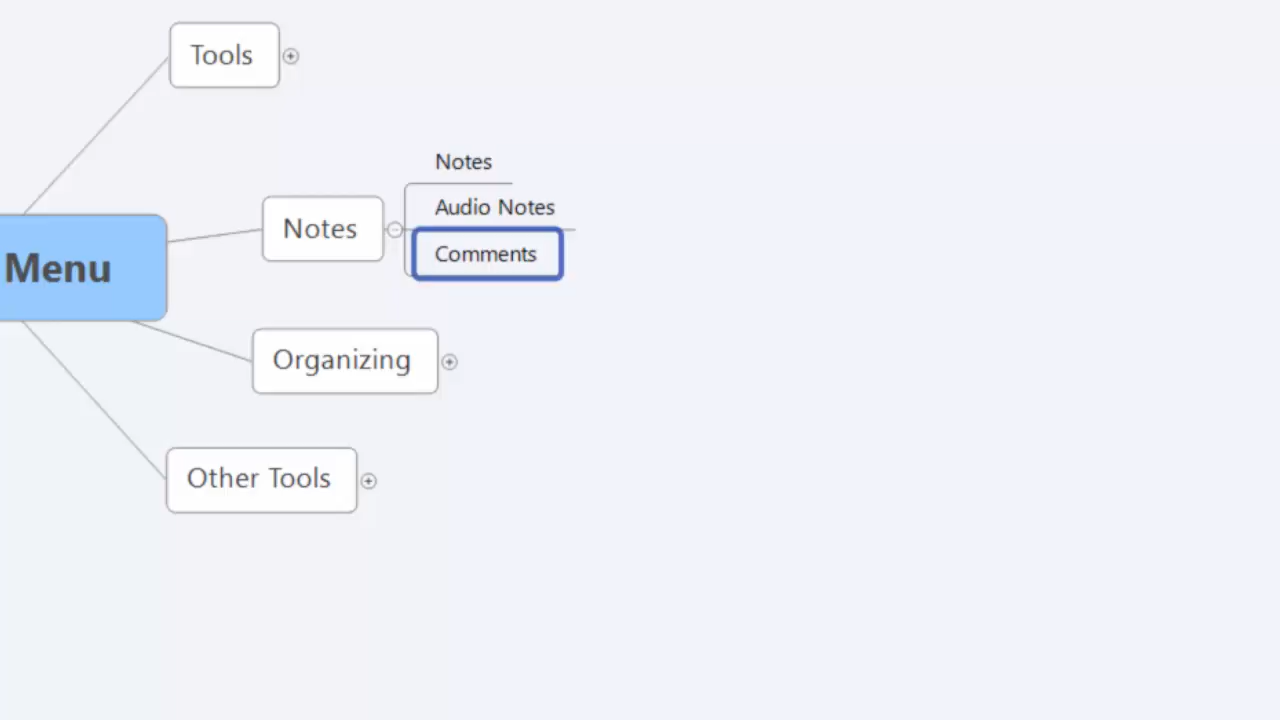 Tools
Notes
Audio Notes
Notes
Comments
Menu
Organizing
Other Tools